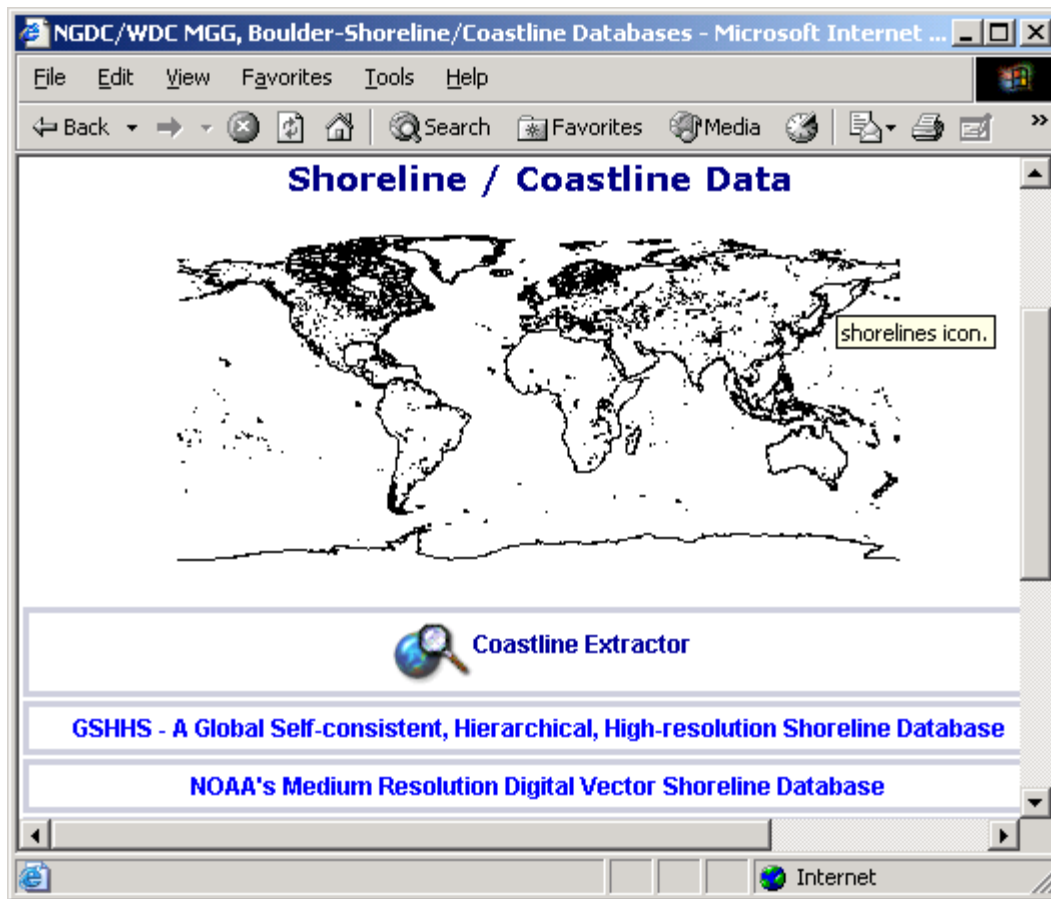 NGDC/WDC MGG, Boulder-Shoreline/Coastline Databases - Microsoft Internet ...
File Edit View Favorites Tools Help
Back Search Favorites Media »
Shoreline / Coastline Data
shorelines icon.
Coastline Extractor
GSHHS - A Global Self-consistent, Hierarchical, High-resolution Shoreline Database
NOAA's Medium Resolution Digital Vector Shoreline Database
Internet